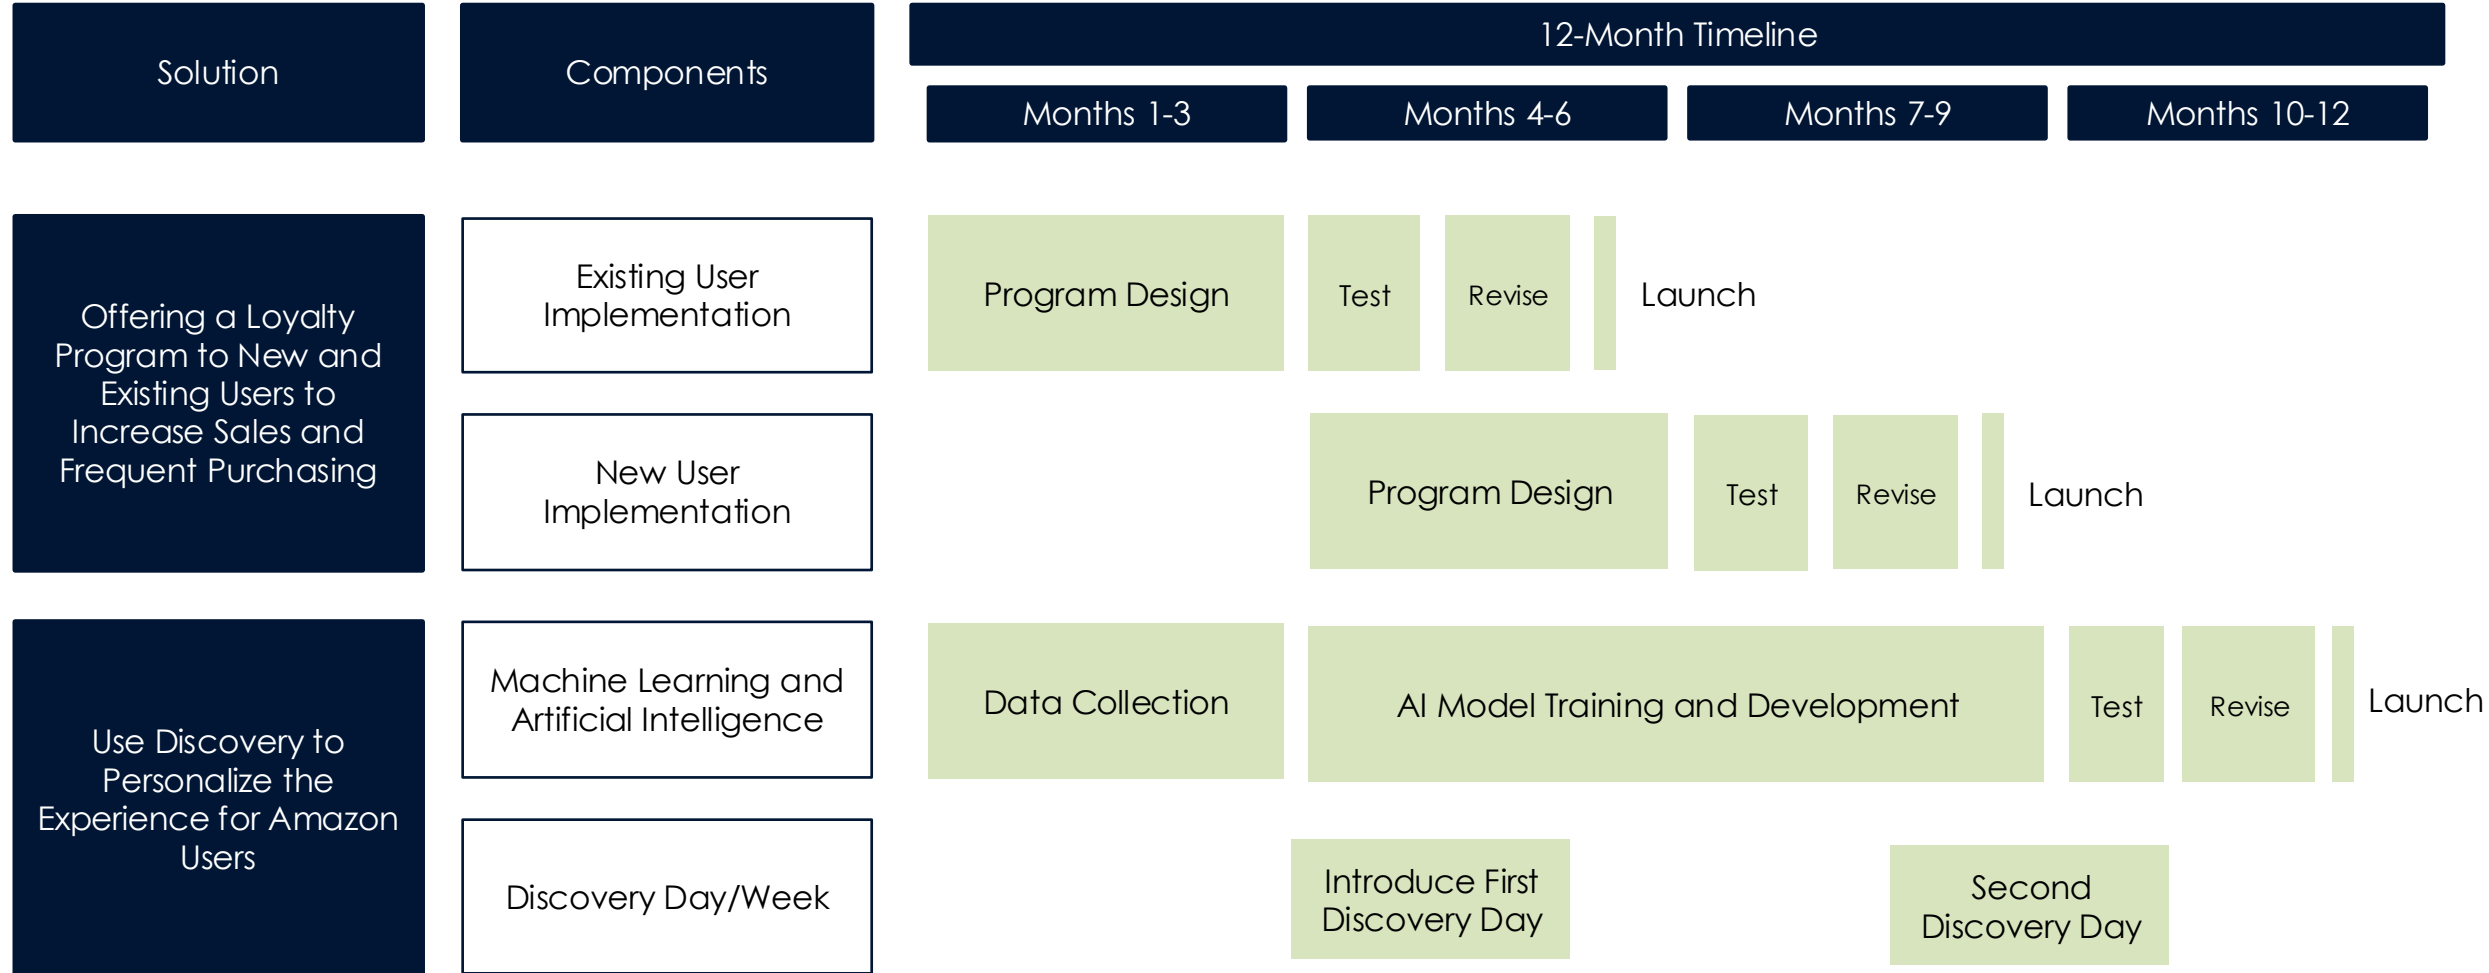 Solution
Components
12-Month Timeline
Months 1-3
Months 4-6
Months 7-9
Months 10-12
Offering a Loyalty
Program to New and
Existing Users to
Increase Sales and
Frequent Purchasing
Existing User
Implementation
Program Design
Test
Revise
Launch
New User
Implementation
Program Design
Test
Revise
Launch
Use Discovery to
Personalize the
Experience for Amazon
Users
Machine Learning and
Artificial Intelligence
Data Collection
AI Model Training and Development
Test
Revise
Launch
Discovery Day/Week
Introduce First
Discovery Day
Second
Discovery Day